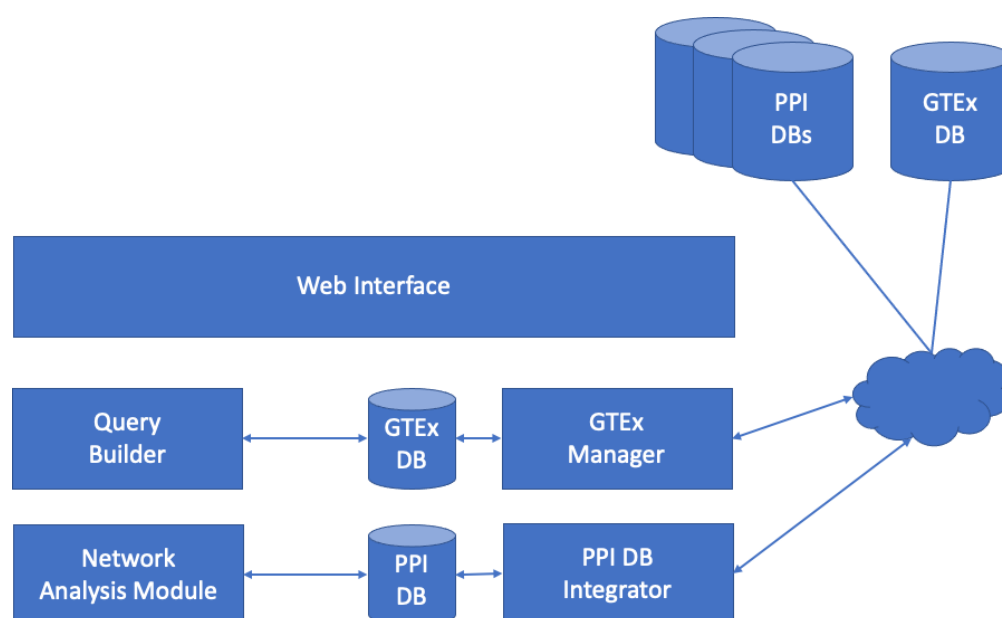 PPI
DBs
GTEx
DB
Web Interface
Query
Builder
GTEx
DB
GTEx
Manager
Network
Analysis Module
PPI
DB
PPI DB
Integrator